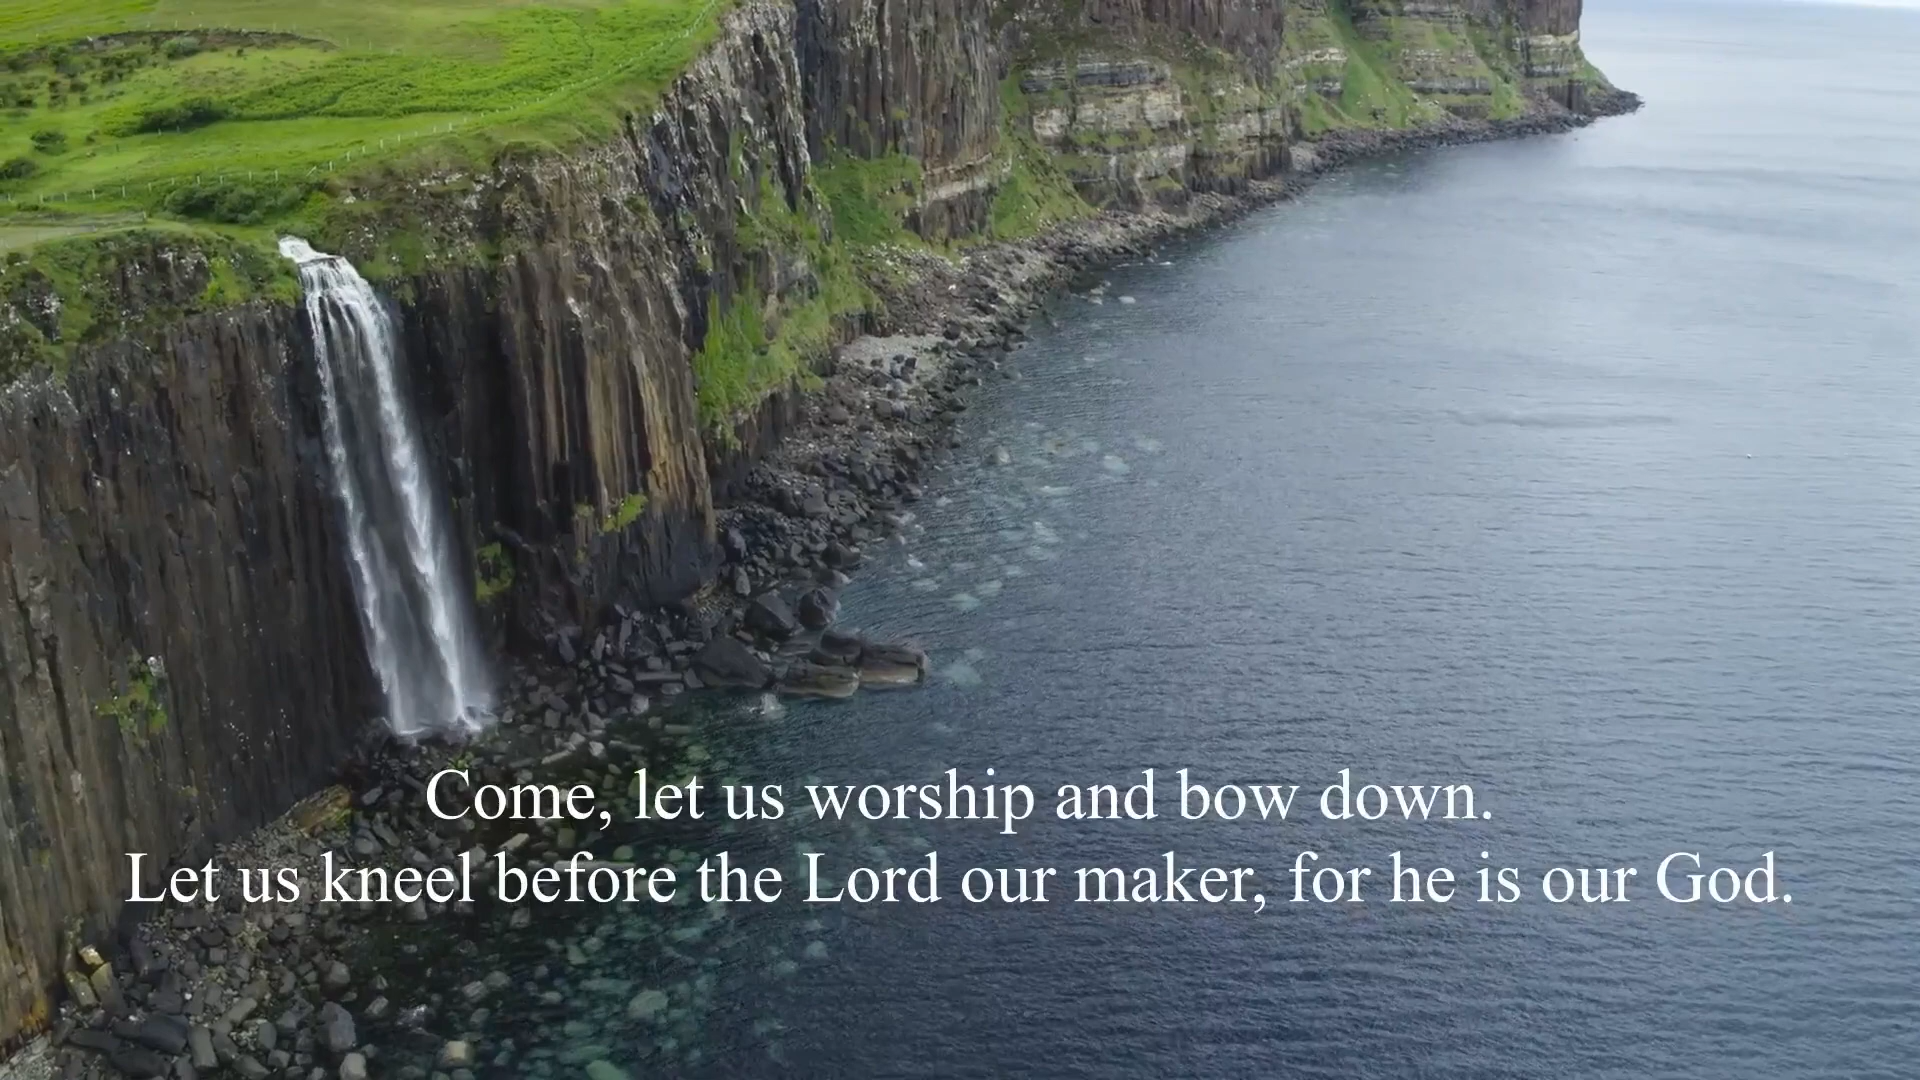 Come, let us worship and bow down.
Let us kneel before the Lord our maker, for he is our God.